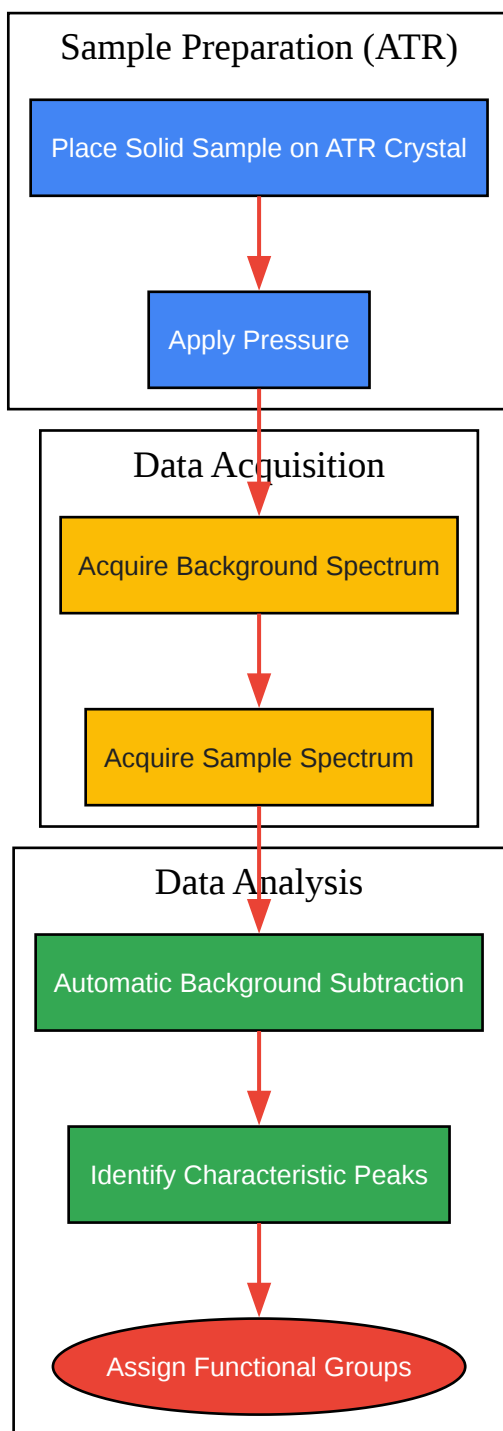 Sample Preparation (ATR)
Place Solid Sample on ATR Crystal
Apply Pressure
Data Acquisition
Acquire Background Spectrum
Acquire Sample Spectrum
Data Analysis
Automatic Background Subtraction
Identify Characteristic Peaks
Assign Functional Groups